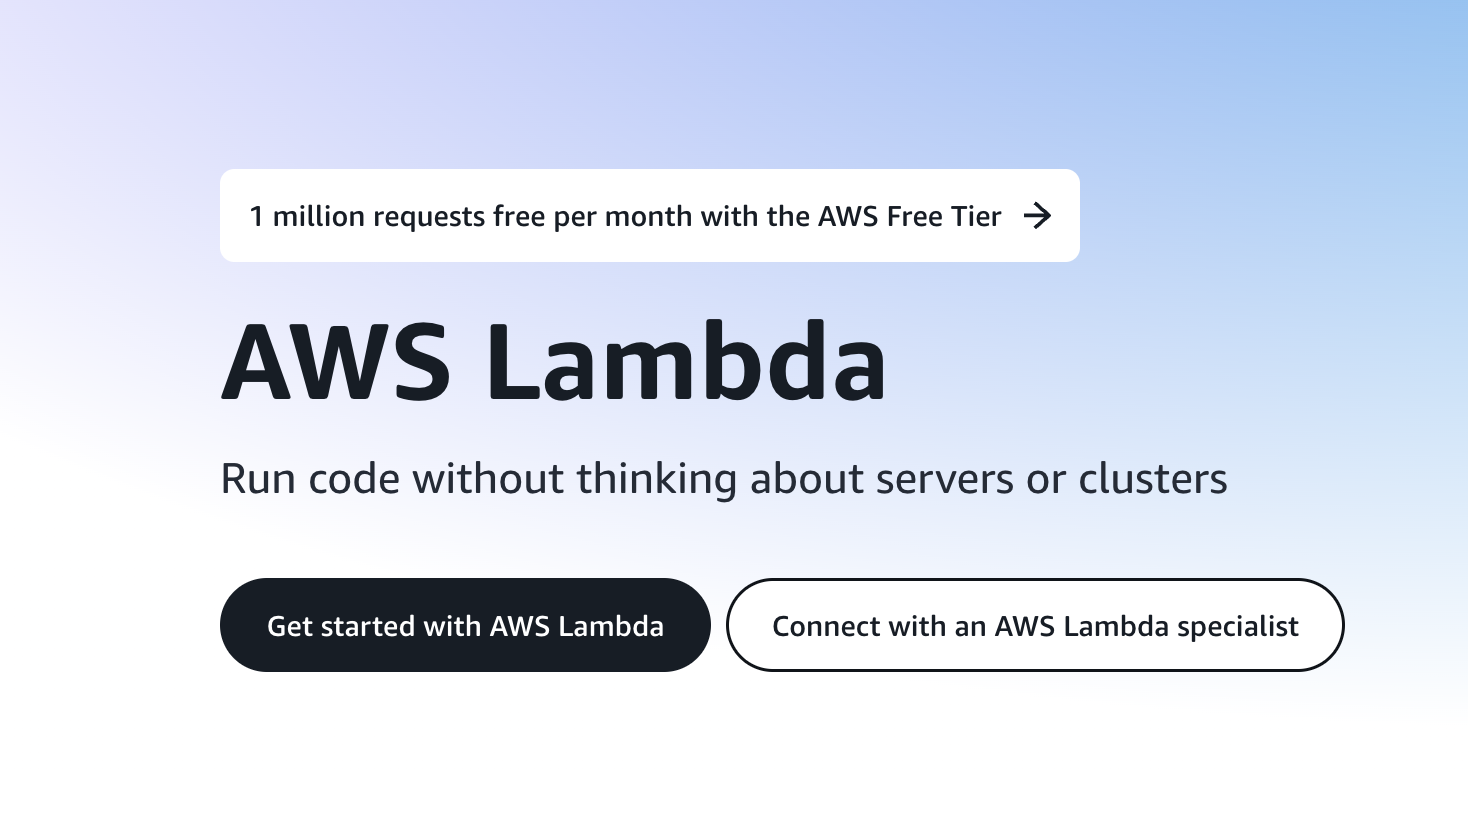 1 million requests free per month with the AWS Free Tier
AWS Lambda
Run code without thinking about servers or clusters
Get started with AWS Lambda
Connect with an AWS Lambda specialist